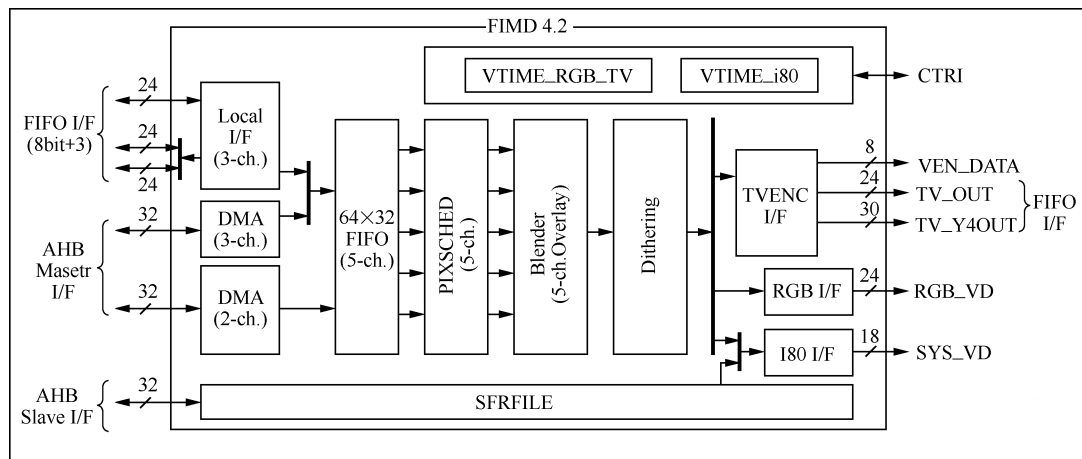 FIMD 4.2
VTIME_RGB_TV
VTIME_i80
CTRI
24
FIFO I/F
(8bit+3)
24
24
Local
I/F
(3-ch.)
AHB
Masetr
I/F
32
DMA
(3-ch.)
32
DMA
(2-ch.)
64×32
FIFO
(5-ch.)
PIXSCHED
(5-ch.)
Blender
(5-ch.Overlay)
Dithering
TVENC
I/F
8
VEN_DATA
24
TV_OUT
30
TV_Y4OUT
FIFO
I/F
RGB I/F
24
RGB_VD
I80 I/F
18
SYS_VD
AHB
Slave I/F
32
SFRFILE